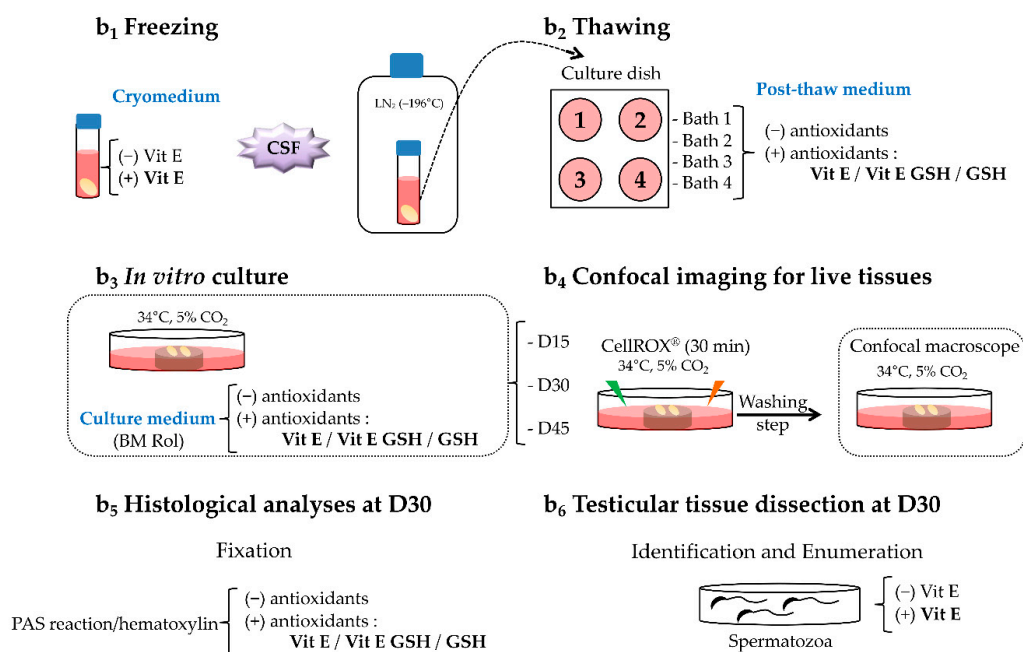 b₁ Freezing
Cryomedium
(−) Vit E
(+) Vit E
CSF
LN₂ (−196°C)
b₂ Thawing
Culture dish
1 2
3 4
- Bath 1
- Bath 2
- Bath 3
- Bath 4
Post-thaw medium
(−) antioxidants
(+) antioxidants :
Vit E / Vit E GSH / GSH
b₃ In vitro culture
34°C, 5% CO₂
Culture medium
(BM Rol)
(−) antioxidants
(+) antioxidants :
Vit E / Vit E GSH / GSH
- D15
- D30
- D45
b₄ Confocal imaging for live tissues
CellROX® (30 min)
34°C, 5% CO₂
Washing
step
Confocal macroscope
34°C, 5% CO₂
b₅ Histological analyses at D30
Fixation
PAS reaction/hematoxylin
(−) antioxidants
(+) antioxidants :
Vit E / Vit E GSH / GSH
b₆ Testicular tissue dissection at D30
Identification and Enumeration
(−) Vit E
(+) Vit E
Spermatozoa